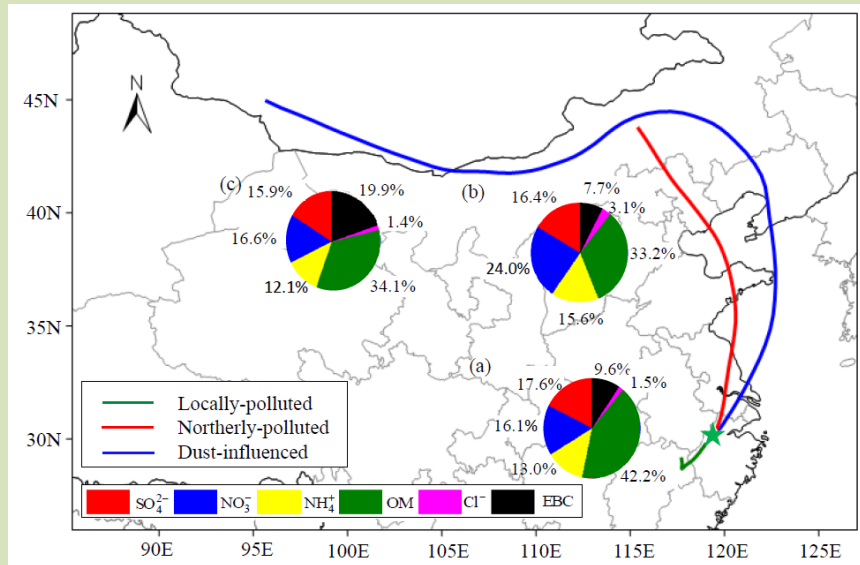 N
45N
40N
35N
30N
(c)
15.9%
19.9%
1.4%
16.6%
12.1%
34.1%
(b)
16.4%
7.7%
3.1%
33.2%
24.0%
15.6%
(a)
17.6%
9.6%
1.5%
16.1%
13.0%
42.2%
Locally-polluted
Northerly-polluted
Dust-influenced
SO₄²⁻ NO₃⁻ NH₄⁺ OM Cl⁻ EBC
90E 95E 100E 105E 110E 115E 120E 125E